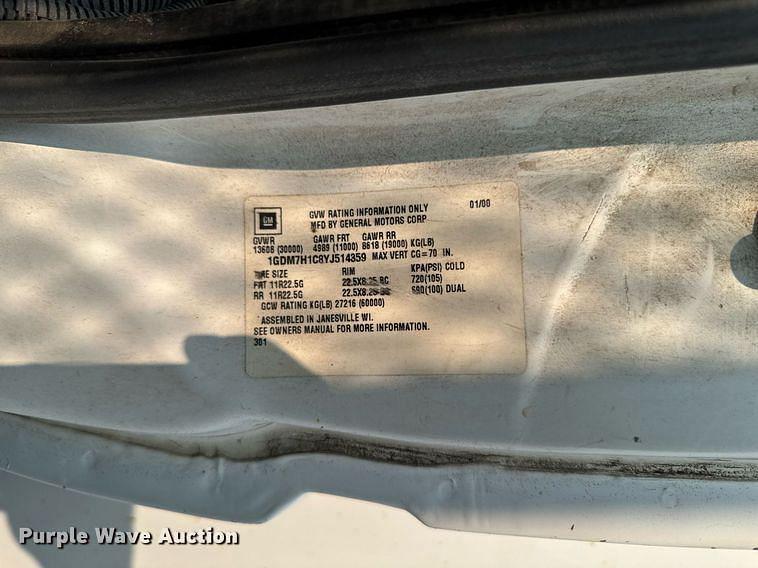 GM
GVW RATING INFORMATION ONLY 01/00
MFD BY GENERAL MOTORS CORP
GVWR GAWR FRT GAWR RR
13608 (30000) 4989 (11000) 8618 (19000) KG(LB)
1GDM7H1C8YJ514359 MAX VERT CG=70 IN.
TIRE SIZE RIM KPA(PSI) COLD
FRT 11R22.5G 22.5X8.25 BC 720(105)
RR 11R22.5G 22.5X8.25 690(100) DUAL
GCW RATING KG(LB) 27216 (60000)
ASSEMBLED IN JANESVILLE WI.
SEE OWNERS MANUAL FOR MORE INFORMATION.
301
Purple Wave Auction